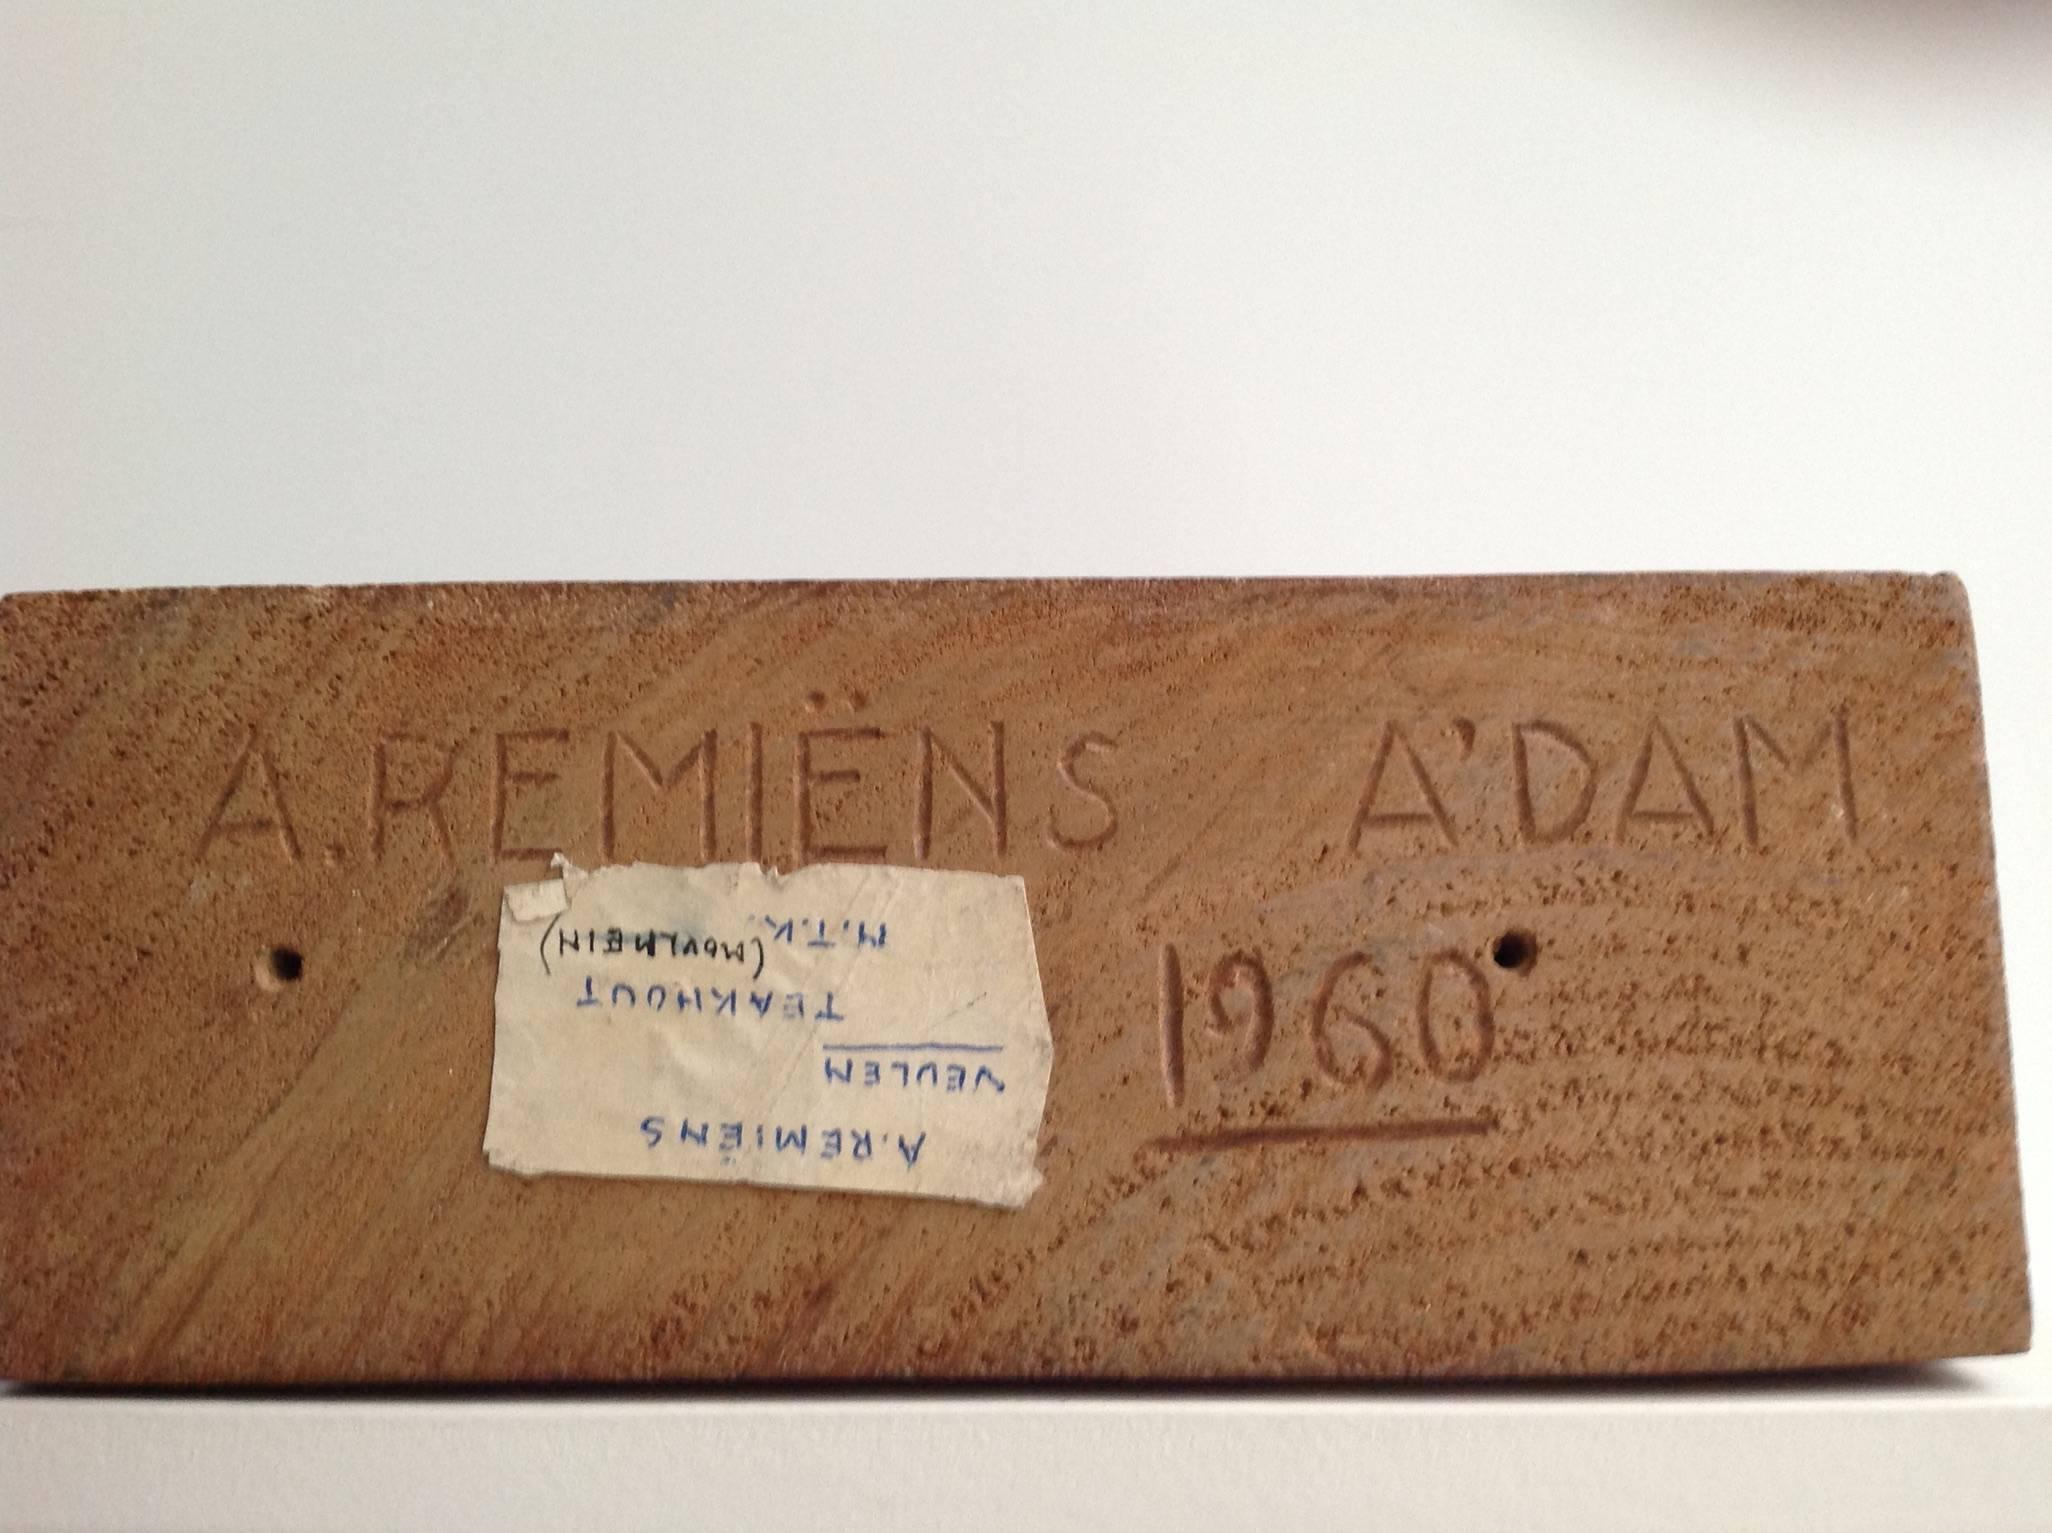 A.REMIËNS A'DAM
1960
A.REMIËNS
VEULEN
TEAKHOUT
(MOULMEIN)
M.T.K.